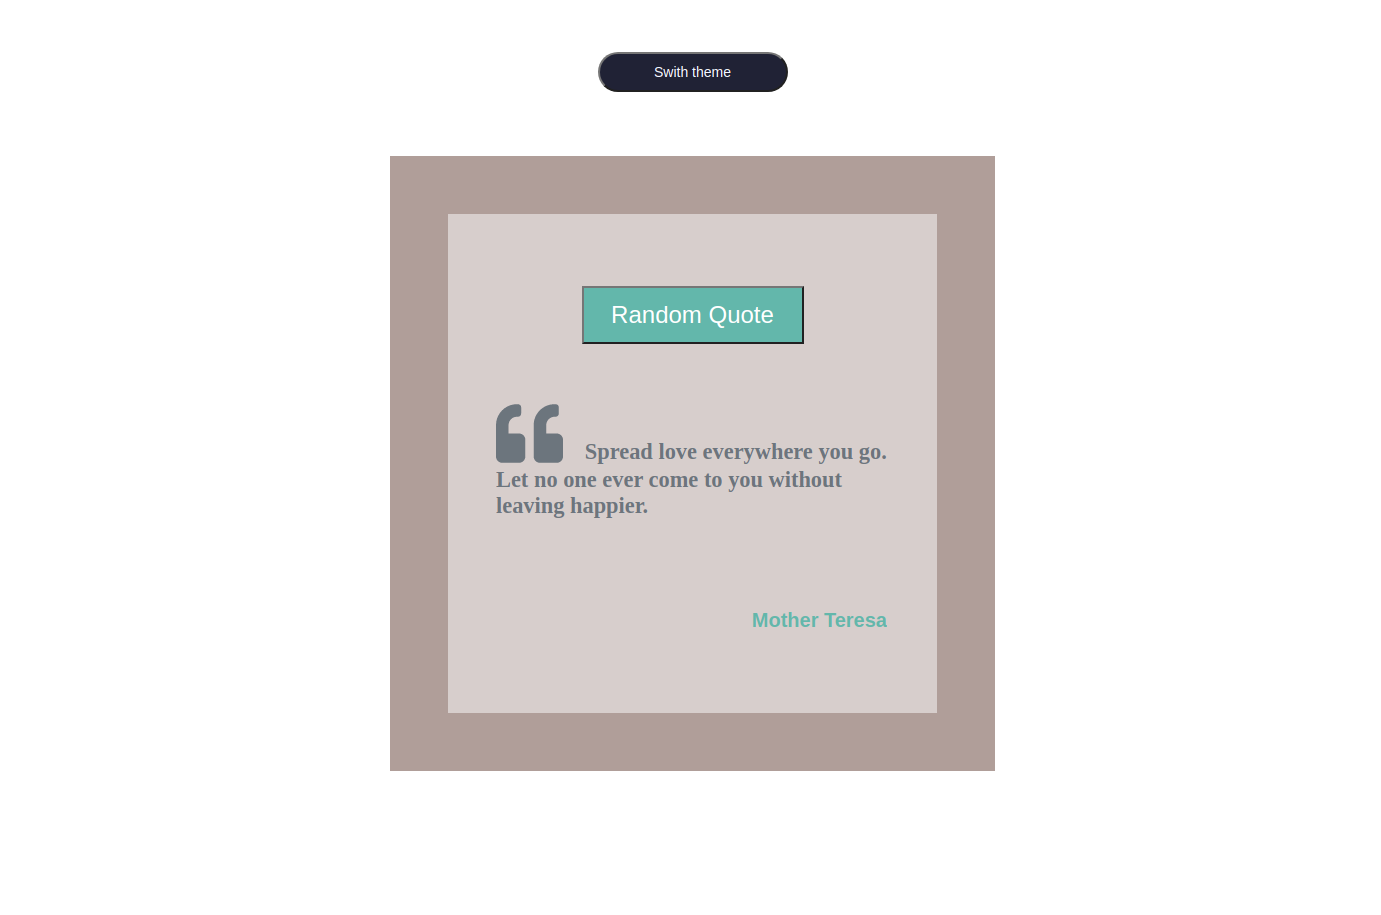 Swith theme
Random Quote
Spread love everywhere you go.
Let no one ever come to you without
leaving happier.
Mother Teresa